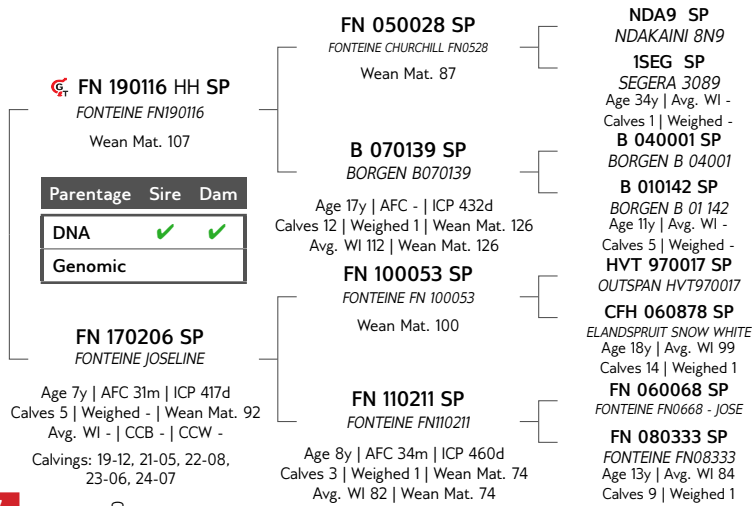 FN 190116 HH SP
FONTEINE FN190116
Wean Mat. 107
Parentage Sire Dam
DNA ✔ ✔
Genomic
FN 170206 SP
FONTEINE JOSELINE
Age 7y | AFC 31m | ICP 417d
Calves 5 | Weighed - | Wean Mat. 92
Avg. WI - | CCB - | CCW -
Calvings: 19-12, 21-05, 22-08,
23-06, 24-07
FN 050028 SP
FONTEINE CHURCHILL FN0528
Wean Mat. 87
B 070139 SP
BORGEN B070139
Age 17y | AFC - | ICP 432d
Calves 12 | Weighed 1 | Wean Mat. 126
Avg. WI 112 | Wean Mat. 126
FN 100053 SP
FONTEINE FN 100053
Wean Mat. 100
FN 110211 SP
FONTEINE FN110211
Age 8y | AFC 34m | ICP 460d
Calves 3 | Weighed 1 | Wean Mat. 74
Avg. WI 82 | Wean Mat. 74
NDA9 SP
NDAKAINI 8N9
1SEG SP
SEGERA 3089
Age 34y | Avg. WI -
Calves 1 | Weighed -
B 040001 SP
BORGEN B 04001
B 010142 SP
BORGEN B 01 142
Age 11y | Avg. WI -
Calves 5 | Weighed -
HVT 970017 SP
OUTSPAN HVT970017
CFH 060878 SP
ELANDSPRUIT SNOW WHITE
Age 18y | Avg. WI 99
Calves 14 | Weighed 1
FN 060068 SP
FONTEINE FN0668 - JOSE
FN 080333 SP
FONTEINE FN08333
Age 13y | Avg. WI 84
Calves 9 | Weighed 1